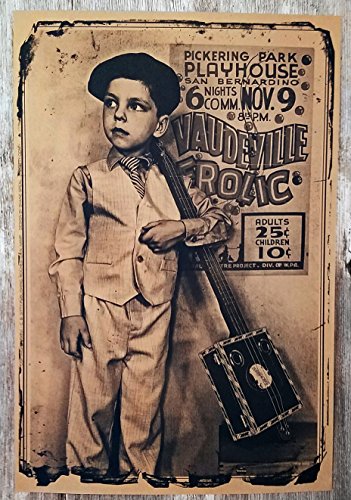 PICKERING PARK
PLAYHOUSE
SAN BERNARDINO
6 NIGHTS
COMM. NOV. 9
8 P.M.
VAUDEVILLE
FROLIC
ADULTS
25¢
CHILDREN
10¢
PROJECT. DIV. OF W.P.A.